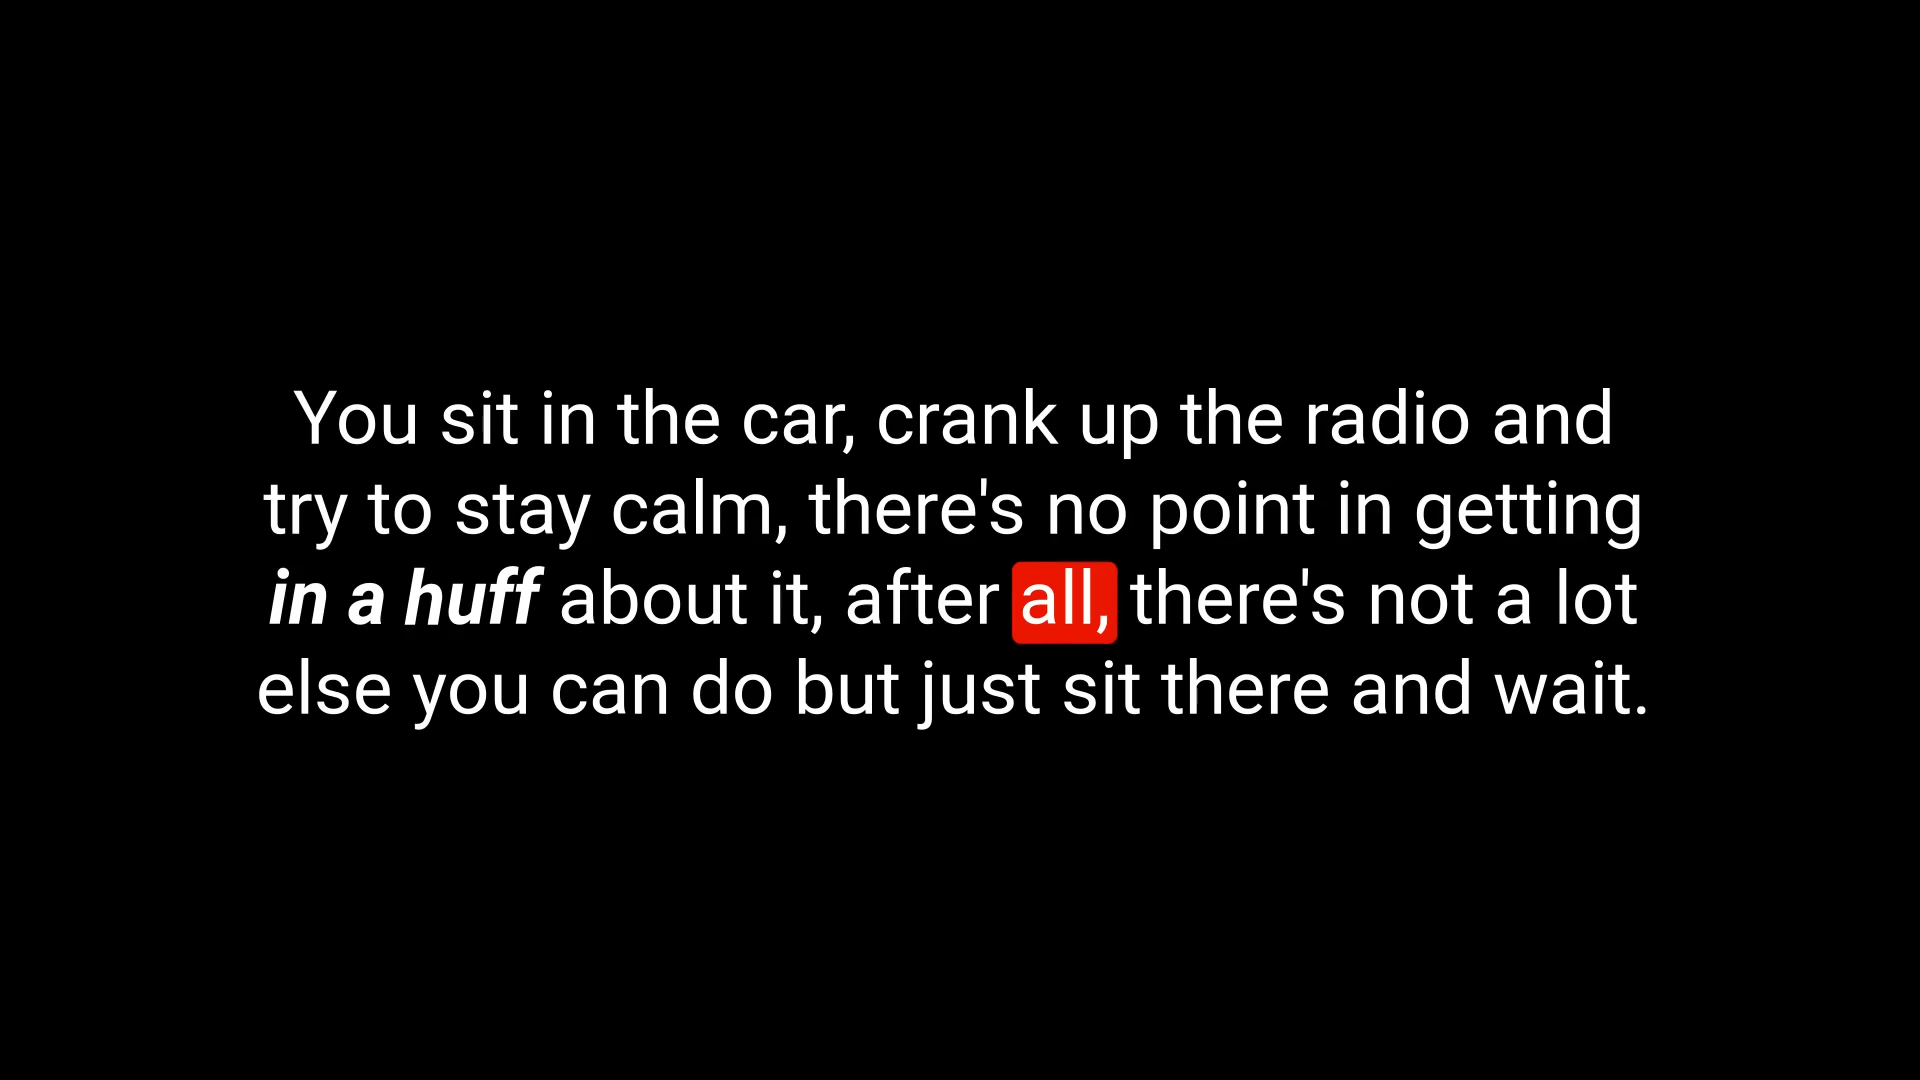 You sit in the car, crank up the radio and
try to stay calm, there's no point in getting
in a huff about it, after all, there's not a lot
else you can do but just sit there and wait.